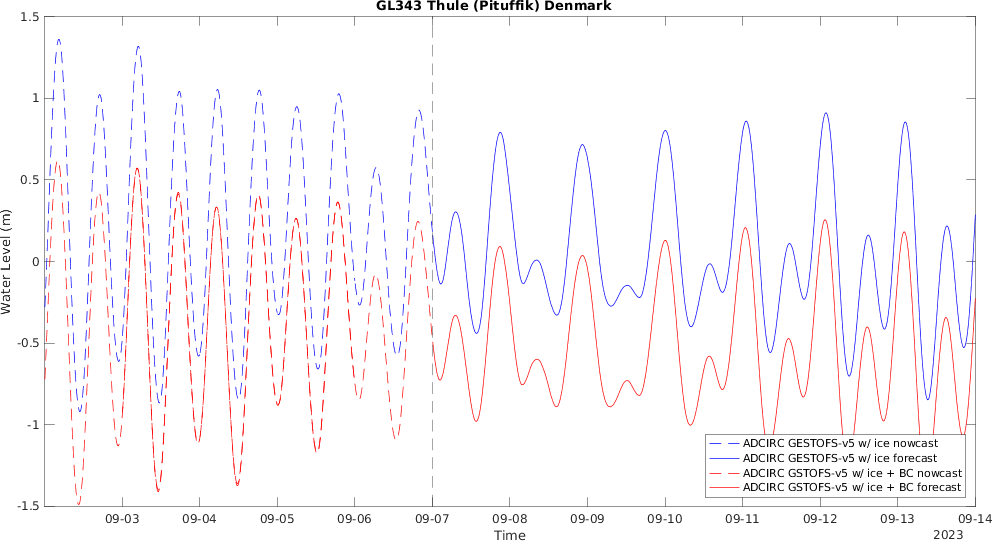 GL343 Thule (Pituffik) Denmark
1.5
1
0.5
0
-0.5
-1
-1.5
Water Level (m)
ADCIRC GESTOFS-v5 w/ ice nowcast
ADCIRC GESTOFS-v5 w/ ice forecast
ADCIRC GSTOFS-v5 w/ ice + BC nowcast
ADCIRC GSTOFS-v5 w/ ice + BC forecast
09-03 09-04 09-05 09-06 09-07 09-08 09-09 09-10 09-11 09-12 09-13 09-14
Time
2023